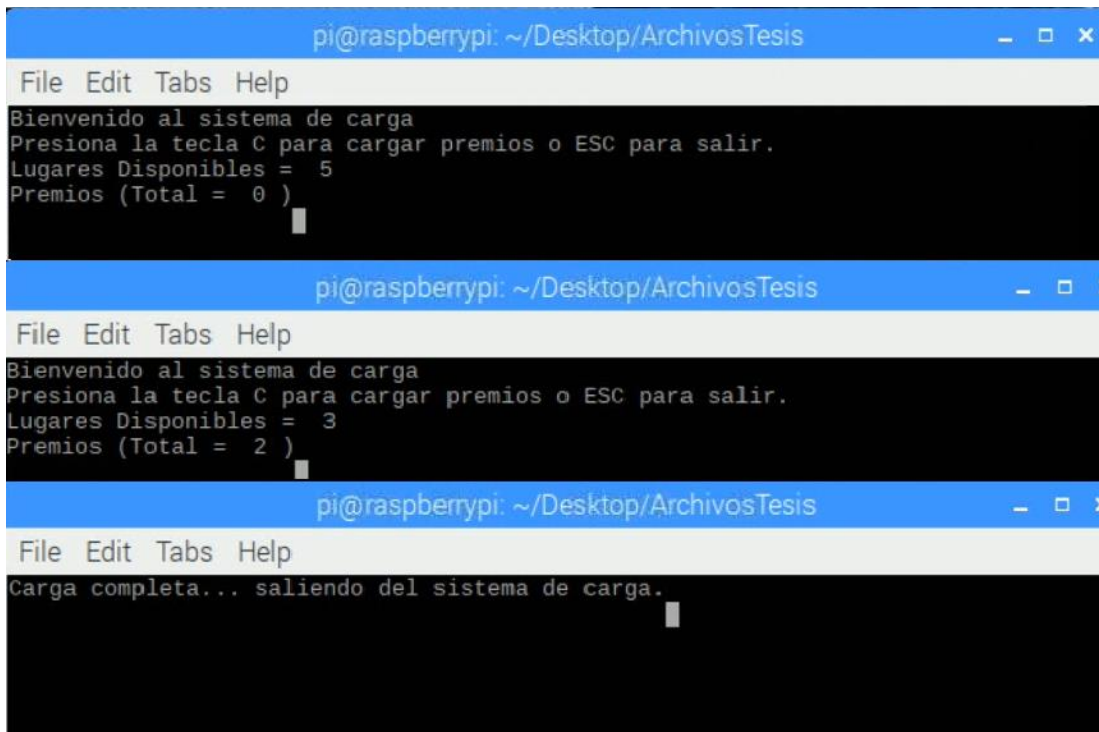 pi@raspberrypi: ~/Desktop/ArchivosTesis
File Edit Tabs Help
Bienvenido al sistema de carga
Presiona la tecla C para cargar premios o ESC para salir.
Lugares Disponibles =  5
Premios (Total =  0 )
pi@raspberrypi: ~/Desktop/ArchivosTesis
File Edit Tabs Help
Bienvenido al sistema de carga
Presiona la tecla C para cargar premios o ESC para salir.
Lugares Disponibles =  3
Premios (Total =  2 )
pi@raspberrypi: ~/Desktop/ArchivosTesis
File Edit Tabs Help
Carga completa... saliendo del sistema de carga.